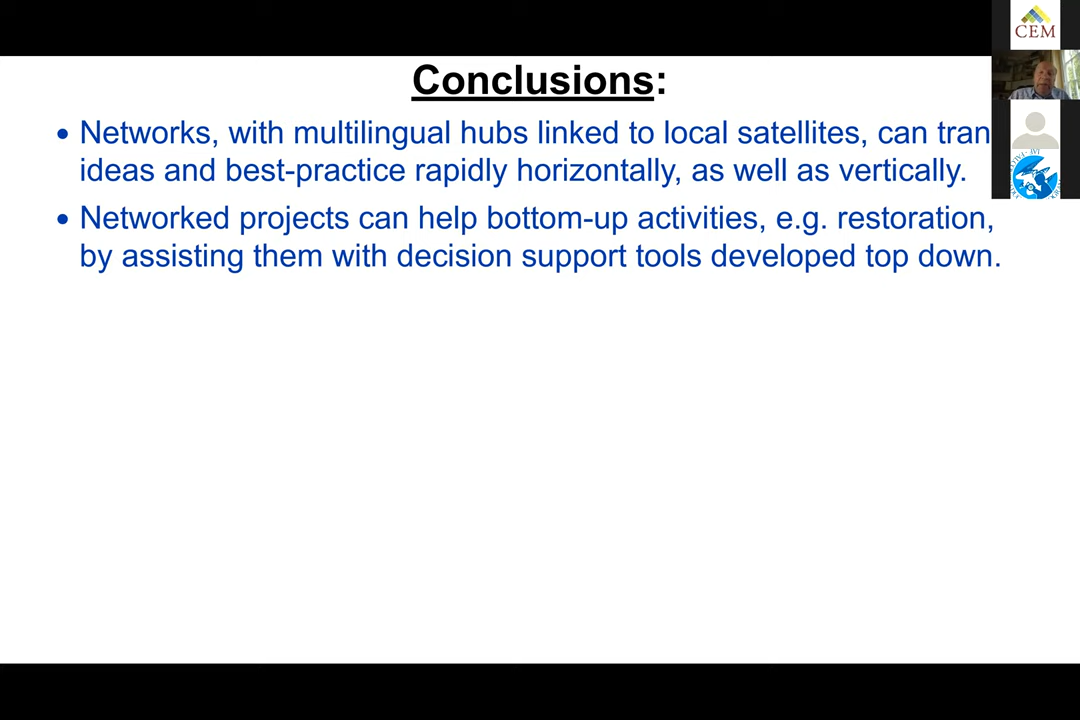 Conclusions:
• Networks, with multilingual hubs linked to local satellites, can tran
ideas and best-practice rapidly horizontally, as well as vertically.
• Networked projects can help bottom-up activities, e.g. restoration,
by assisting them with decision support tools developed top down.
CEM